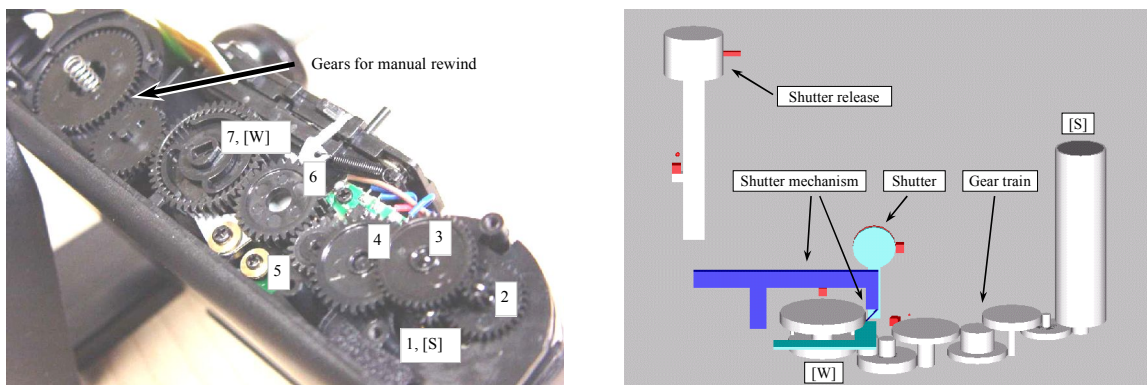 Gears for manual rewind
7, [W]
6
4
3
5
2
1, [S]
Shutter release
[S]
Shutter mechanism
Shutter
Gear train
[W]